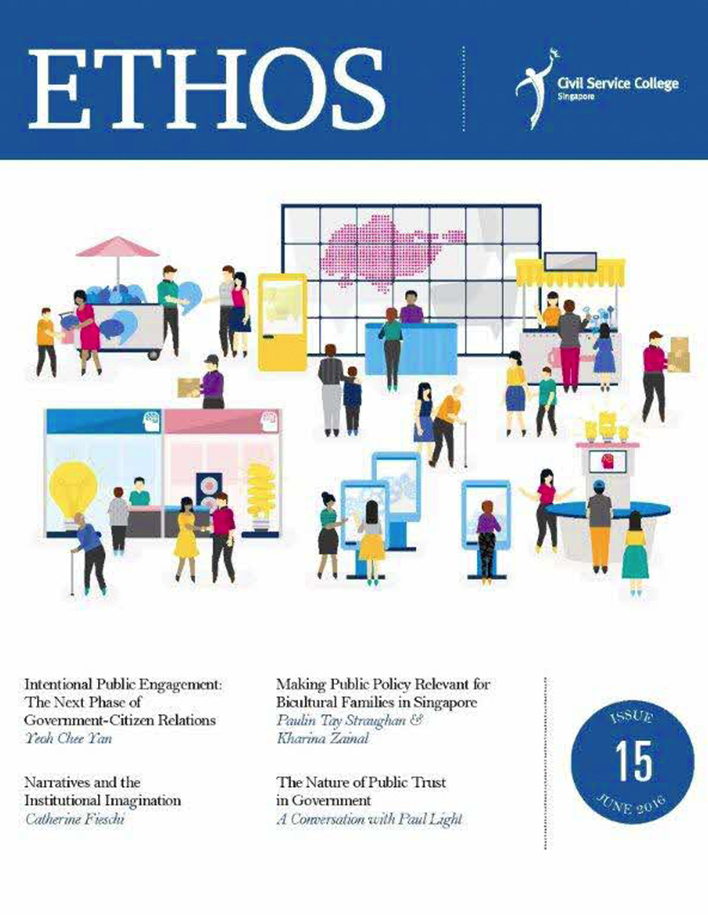 ETHOS
Civil Service College
Singapore
Intentional Public Engagement:
The Next Phase of
Government-Citizen Relations
Yeoh Chee Yan
Narratives and the
Institutional Imagination
Catherine Fieschi
Making Public Policy Relevant for
Bicultural Families in Singapore
Paulin Tay Straughan &
Kharina Zainal
The Nature of Public Trust
in Government
A Conversation with Paul Light
ISSUE
15
JUNE 2016